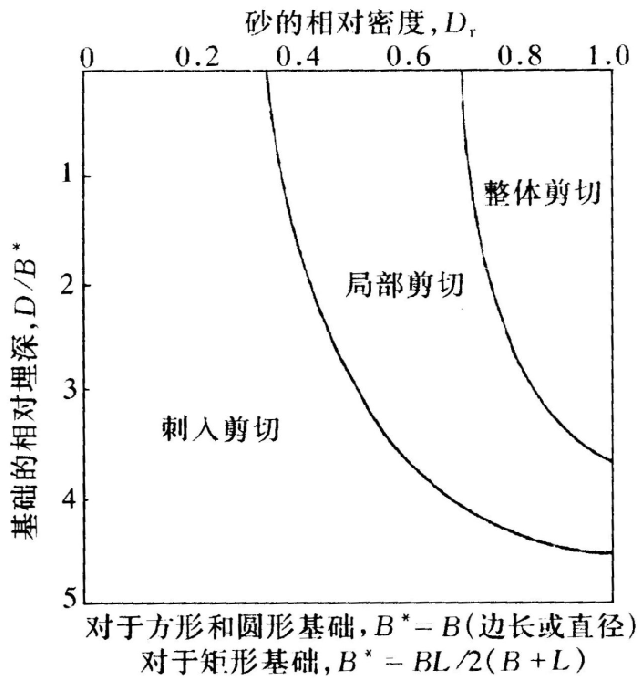 砂的相对密度, D_r
0 0.2 0.4 0.6 0.8 1.0
1
2
3
4
5
基础的相对埋深, D/B*
整体剪切
局部剪切
刺入剪切
对于方形和圆形基础, B* = B(边长或直径)
对于矩形基础, B* = BL/2(B+L)